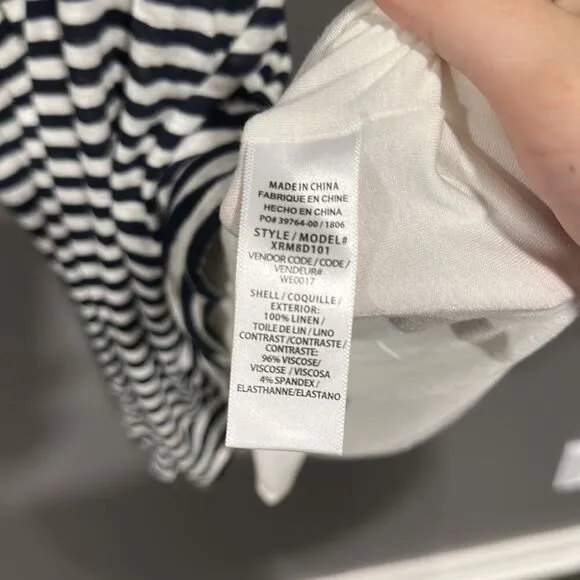 MADE IN CHINA
FABRIQUE EN CHINE
HECHO EN CHINA
PO# 39764-00 / 1806
STYLE / MODEL#
XRM8D101
VENDOR CODE / CODE /
VENDEUR#
WE0017
SHELL / COQUILLE /
EXTERIOR:
100% LINEN /
TOILE DE LIN / LINO
CONTRAST / CONTRASTE /
CONTRASTE:
96% VISCOSE/
VISCOSE / VISCOSA
4% SPANDEX /
ELASTHANNE/ELASTANO